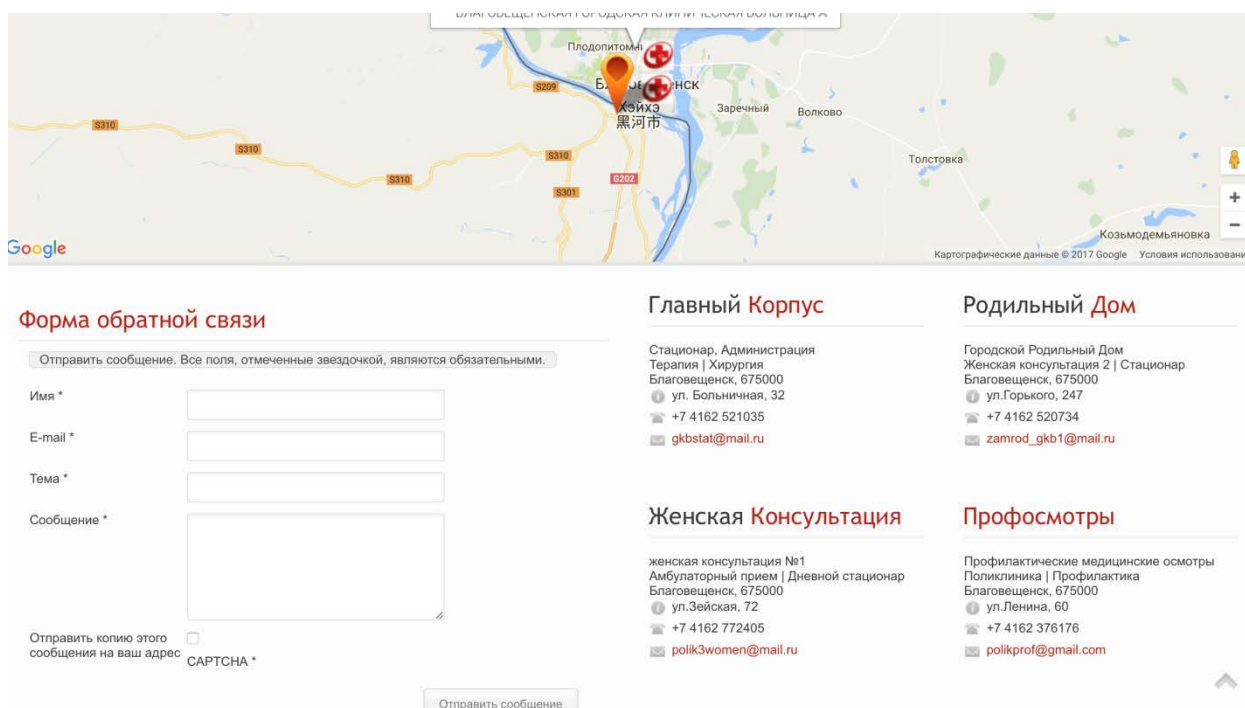 БЛАГОВЕЩЕНСКАЯ ГОРОДСКАЯ КЛИНИЧЕСКАЯ БОЛЬНИЦА
S209
Хэйхэ
黑河市
Заречный
Волково
S310
S310
S310
S310
S301
G202
Толстовка
Козьмодемьяновка
Google
Картографические данные © 2017 Google
Форма обратной связи
Отправить сообщение. Все поля, отмеченные звездочкой, являются обязательными.
Имя *
E-mail *
Тема *
Сообщение *
Отправить копию этого
сообщения на ваш адрес
CAPTCHA *
Отправить сообщение
Главный Корпус
Стационар, Администрация
Терапия | Хирургия
Благовещенск, 675000
ул. Больничная, 32
+7 4162 521035
gkbstat@mail.ru
Родильный Дом
Городской Родильный Дом
Женская консультация 2 | Стационар
Благовещенск, 675000
ул.Горького, 247
+7 4162 520734
zamrod_gkb1@mail.ru
Женская Консультация
женская консультация №1
Амбулаторный прием | Дневной стационар
Благовещенск, 675000
ул.Зейская, 72
+7 4162 772405
polik3women@mail.ru
Профосмотры
Профилактические медицинские осмотры
Поликлиника | Профилактика
Благовещенск, 675000
ул.Ленина, 60
+7 4162 376176
polikprof@gmail.com